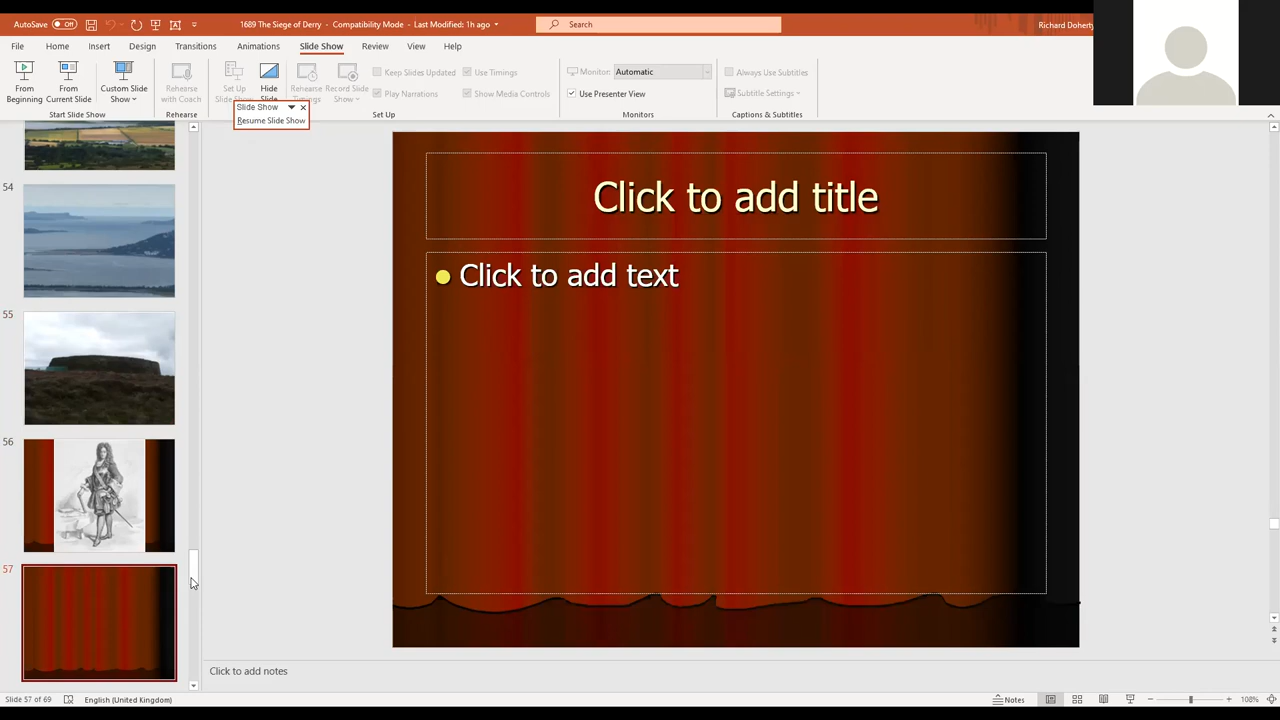 AutoSave Off 1689 The Siege of Derry - Compatibility Mode - Last Modified: 1h ago Search Richard Doherty
File Home Insert Design Transitions Animations Slide Show Review View Help
From Beginning From Current Slide Custom Slide Show Rehearse with Coach Set Up Hide Slide Rehearse Record Slide Show Keep Slides Updated Use Timings Monitor: Automatic Always Use Subtitles
Play Narrations Show Media Controls Use Presenter View Subtitle Settings
Slide Show
Start Slide Show Rehearse Set Up Monitors Captions & Subtitles
Resume Slide Show
54
55
56
57
Click to add title
Click to add text
Click to add notes
Slide 57 of 69 English (United Kingdom) Notes 108%